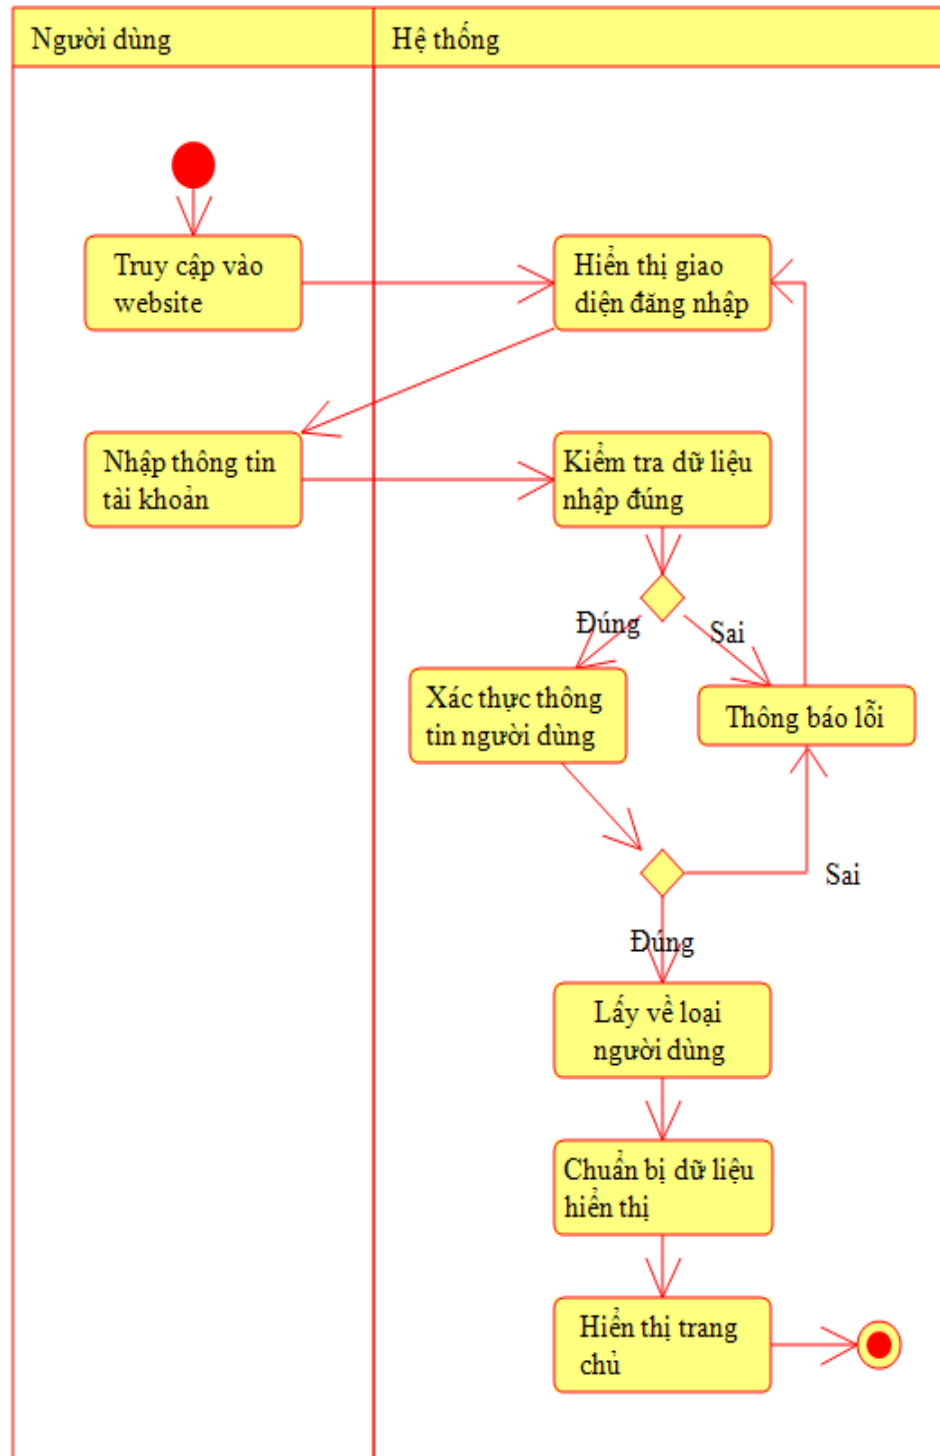 Người dùng
Hệ thống
Truy cập vào
website
Hiển thị giao
diện đăng nhập
Nhập thông tin
tài khoản
Kiểm tra dữ liệu
nhập đúng
Đúng
Sai
Xác thực thông
tin người dùng
Thông báo lỗi
Sai
Đúng
Lấy về loại
người dùng
Chuẩn bị dữ liệu
hiển thị
Hiển thị trang
chủ